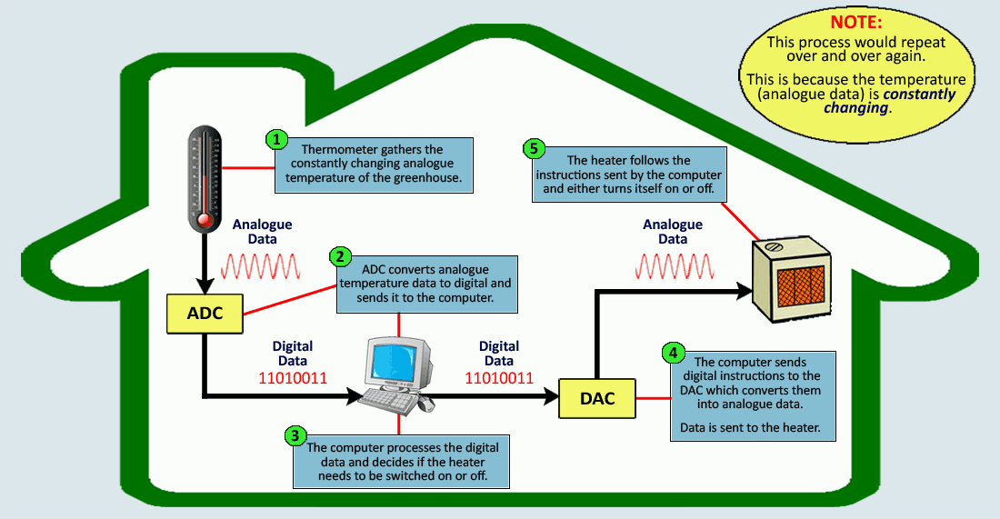 NOTE:
This process would repeat
over and over again.
This is because the temperature
(analogue data) is constantly
changing.
1
Thermometer gathers the
constantly changing analogue
temperature of the greenhouse.
5
The heater follows the
instructions sent by the computer
and either turns itself on or off.
Analogue
Data
Analogue
Data
2
ADC converts analogue
temperature data to digital and
sends it to the computer.
ADC
Digital
Data
11010011
Digital
Data
11010011
DAC
4
The computer sends
digital instructions to the
DAC which converts them
into analogue data.
Data is sent to the heater.
3
The computer processes the digital
data and decides if the heater
needs to be switched on or off.